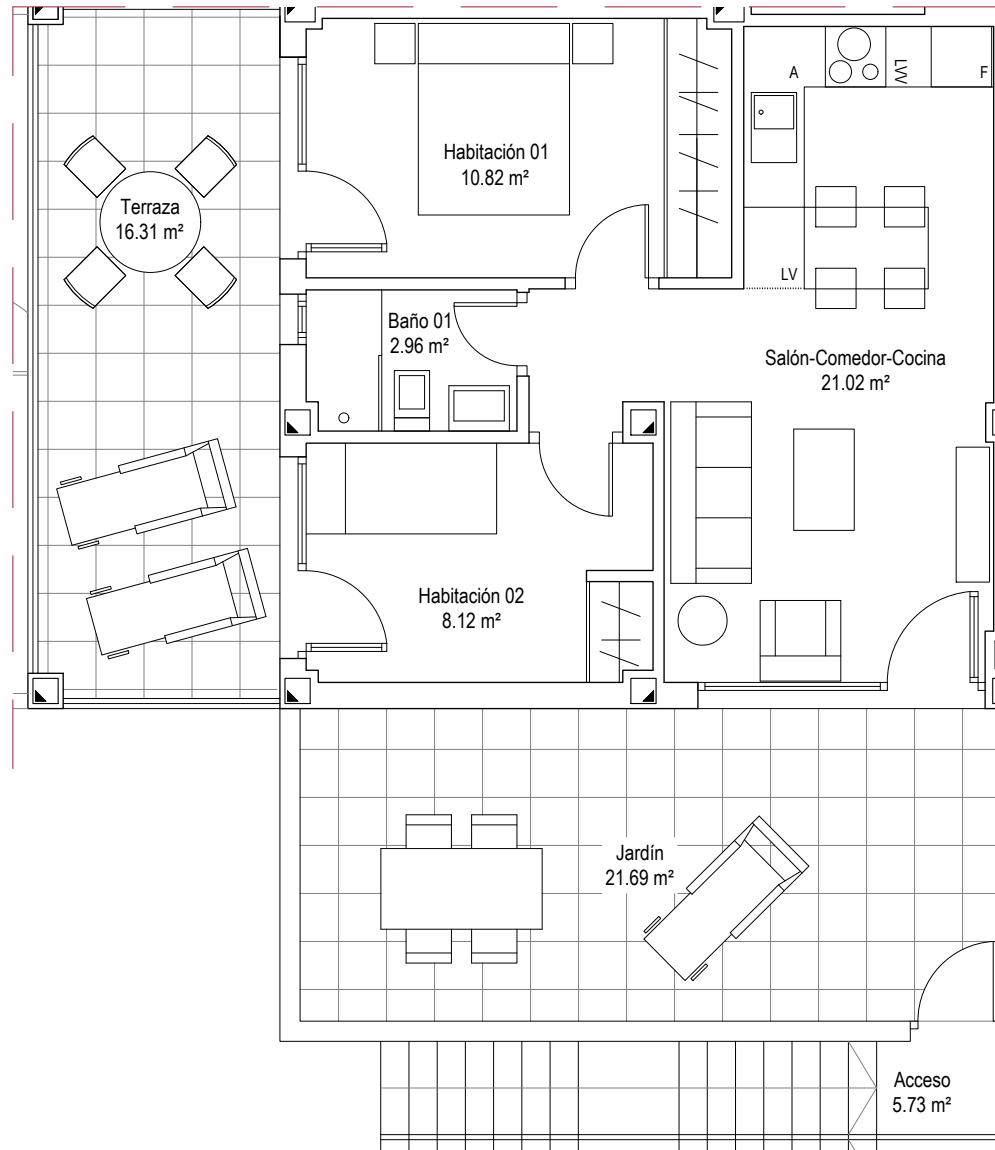 A
LVV
F
Habitación 01
10.82 m²
Terraza
16.31 m²
LV
Baño 01
2.96 m²
Salón-Comedor-Cocina
21.02 m²
Habitación 02
8.12 m²
Jardín
21.69 m²
Acceso
5.73 m²